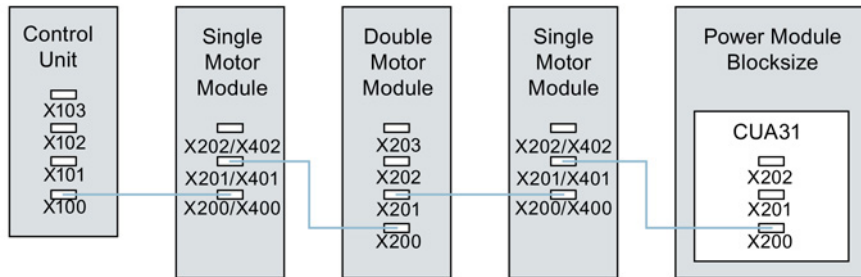 Control
Unit
X103
X102
X101
X100
Single
Motor
Module
X202/X402
X201/X401
X200/X400
Double
Motor
Module
X203
X202
X201
X200
Single
Motor
Module
X202/X402
X201/X401
X200/X400
Power Module
Blocksize
CUA31
X202
X201
X200